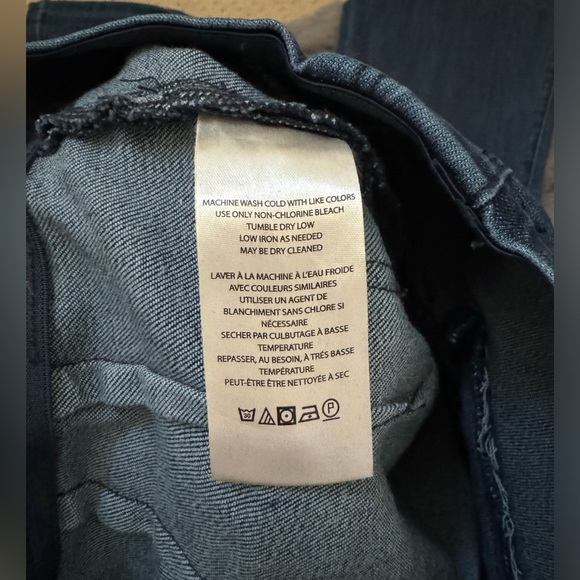 MACHINE WASH COLD WITH LIKE COLORS
USE ONLY NON-CHLORINE BLEACH
TUMBLE DRY LOW
LOW IRON AS NEEDED
MAY BE DRY CLEANED
LAVER À LA MACHINE À L'EAU FROIDE
AVEC COULEURS SIMILAIRES
UTILISER UN AGENT DE
BLANCHIMENT SANS CHLORE SI
NÉCESSAIRE
SECHER PAR CULBUTAGE À BASSE
TEMPERATURE
REPASSER, AU BESOIN, À TRÉS BASSE
TEMPÉRATURE
PEUT-ÊTRE ÊTRE NETTOYÉE À SEC
30 P